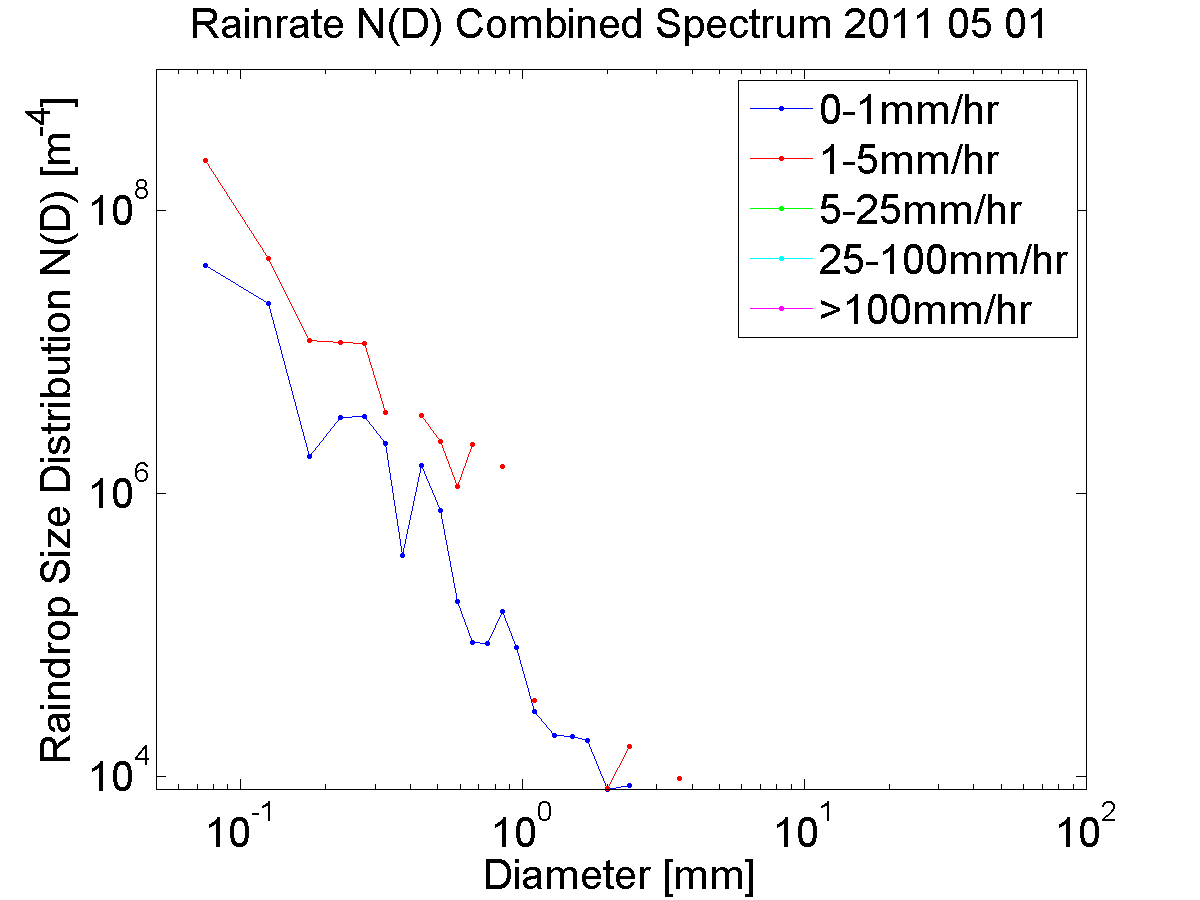 Rainrate N(D) Combined Spectrum 2011 05 01
Raindrop Size Distribution N(D) [m^-4]
10^8
10^6
10^4
0-1mm/hr
1-5mm/hr
5-25mm/hr
25-100mm/hr
>100mm/hr
10^-1 10^0 10^1 10^2
Diameter [mm]